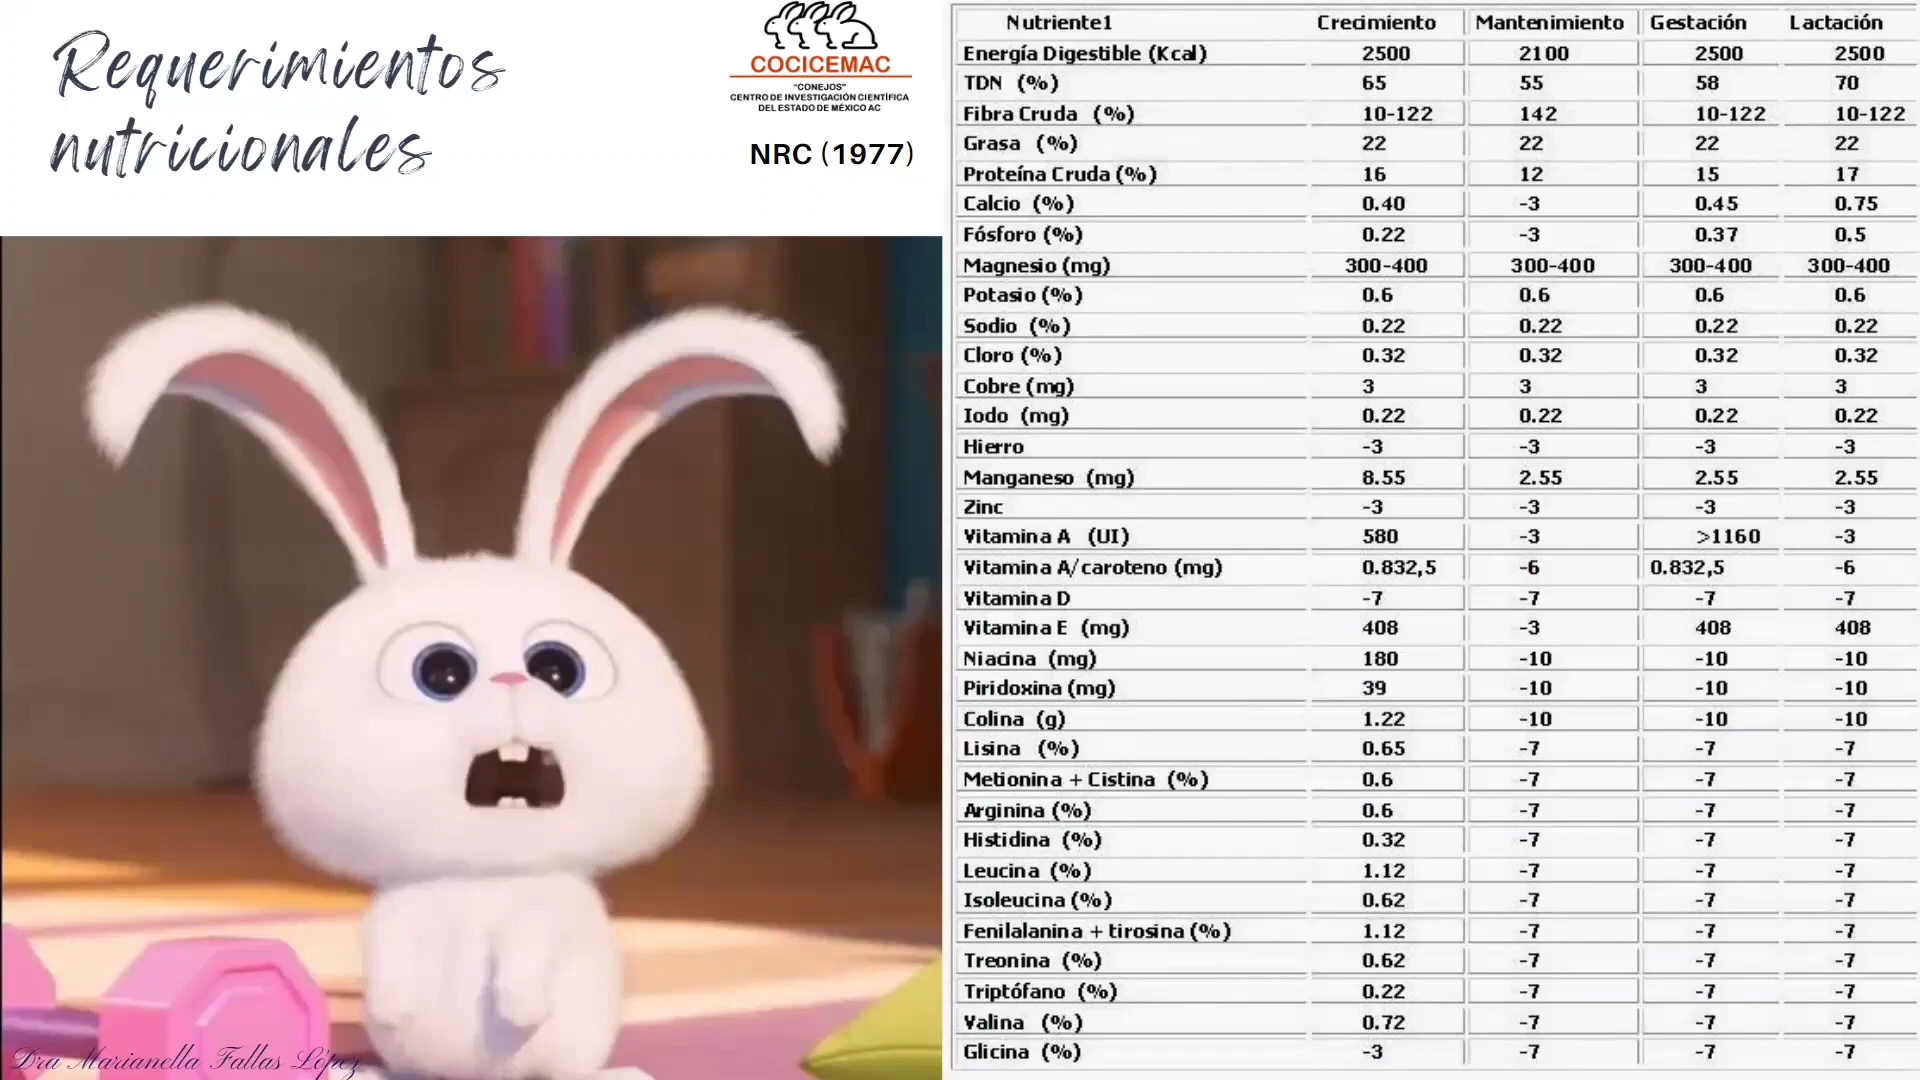 Requerimientos
nutricionales
COCICEMAC
"CONEJOS"
CENTRO DE INVESTIGACIÓN CIENTÍFICA
DEL ESTADO DE MÉXICO AC
NRC (1977)
Nutriente1 Crecimiento Mantenimiento Gestación Lactación
Energía Digestible (Kcal) 2500 2100 2500 2500
TDN (%) 65 55 58 70
Fibra Cruda (%) 10-122 142 10-122 10-122
Grasa (%) 22 22 22 22
Proteína Cruda (%) 16 12 15 17
Calcio (%) 0.40 -3 0.45 0.75
Fósforo (%) 0.22 -3 0.37 0.5
Magnesio (mg) 300-400 300-400 300-400 300-400
Potasio (%) 0.6 0.6 0.6 0.6
Sodio (%) 0.22 0.22 0.22 0.22
Cloro (%) 0.32 0.32 0.32 0.32
Cobre (mg) 3 3 3 3
Iodo (mg) 0.22 0.22 0.22 0.22
Hierro -3 -3 -3 -3
Manganeso (mg) 8.55 2.55 2.55 2.55
Zinc -3 -3 -3 -3
Vitamina A (UI) 580 -3 >1160 -3
Vitamina A/caroteno (mg) 0.832,5 -6 0.832,5 -6
Vitamina D -7 -7 -7 -7
Vitamina E (mg) 408 -3 408 408
Niacina (mg) 180 -10 -10 -10
Piridoxina (mg) 39 -10 -10 -10
Colina (g) 1.22 -10 -10 -10
Lisina (%) 0.65 -7 -7 -7
Metionina + Cistina (%) 0.6 -7 -7 -7
Arginina (%) 0.6 -7 -7 -7
Histidina (%) 0.32 -7 -7 -7
Leucina (%) 1.12 -7 -7 -7
Isoleucina (%) 0.62 -7 -7 -7
Fenilalanina + tirosina (%) 1.12 -7 -7 -7
Treonina (%) 0.62 -7 -7 -7
Triptófano (%) 0.22 -7 -7 -7
Valina (%) 0.72 -7 -7 -7
Glicina (%) -3 -7 -7 -7
Dra Marianella Fallas López